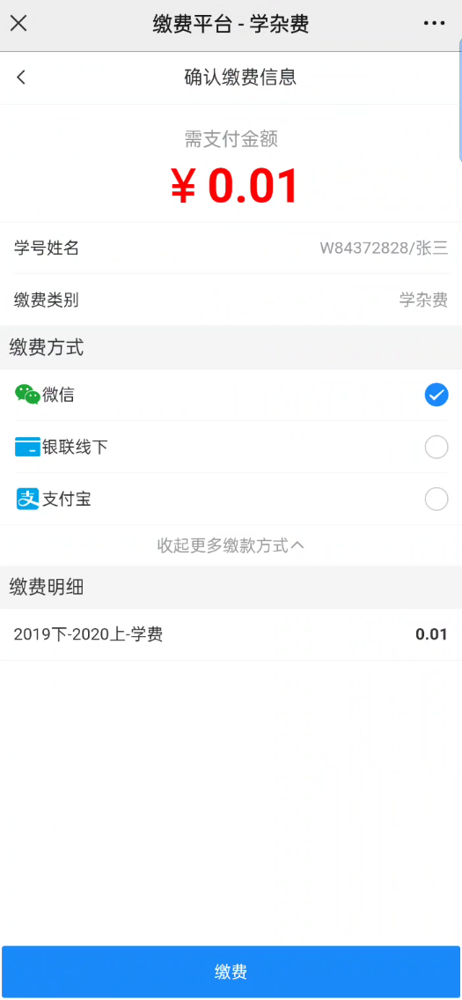 缴费平台 - 学杂费
确认缴费信息
需支付金额
¥ 0.01
学号姓名 W84372828/张三
缴费类别 学杂费
缴费方式
微信
银联线下
支付宝
收起更多缴款方式
缴费明细
2019下-2020上-学费 0.01
缴费